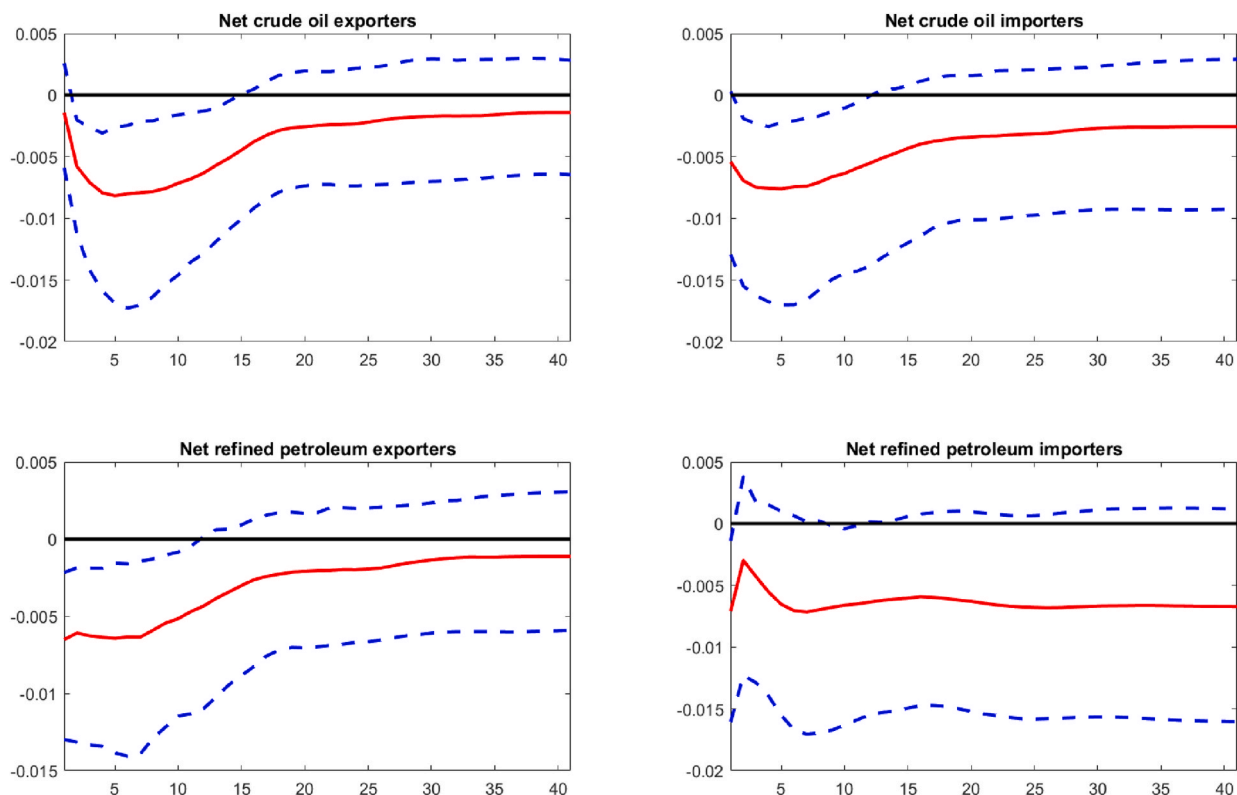 Net crude oil exporters
0.005
0
-0.005
-0.01
-0.015
-0.02
5 10 15 20 25 30 35 40
Net crude oil importers
0.005
0
-0.005
-0.01
-0.015
-0.02
5 10 15 20 25 30 35 40
Net refined petroleum exporters
0.005
0
-0.005
-0.01
-0.015
5 10 15 20 25 30 35 40
Net refined petroleum importers
0.005
0
-0.005
-0.01
-0.015
-0.02
5 10 15 20 25 30 35 40